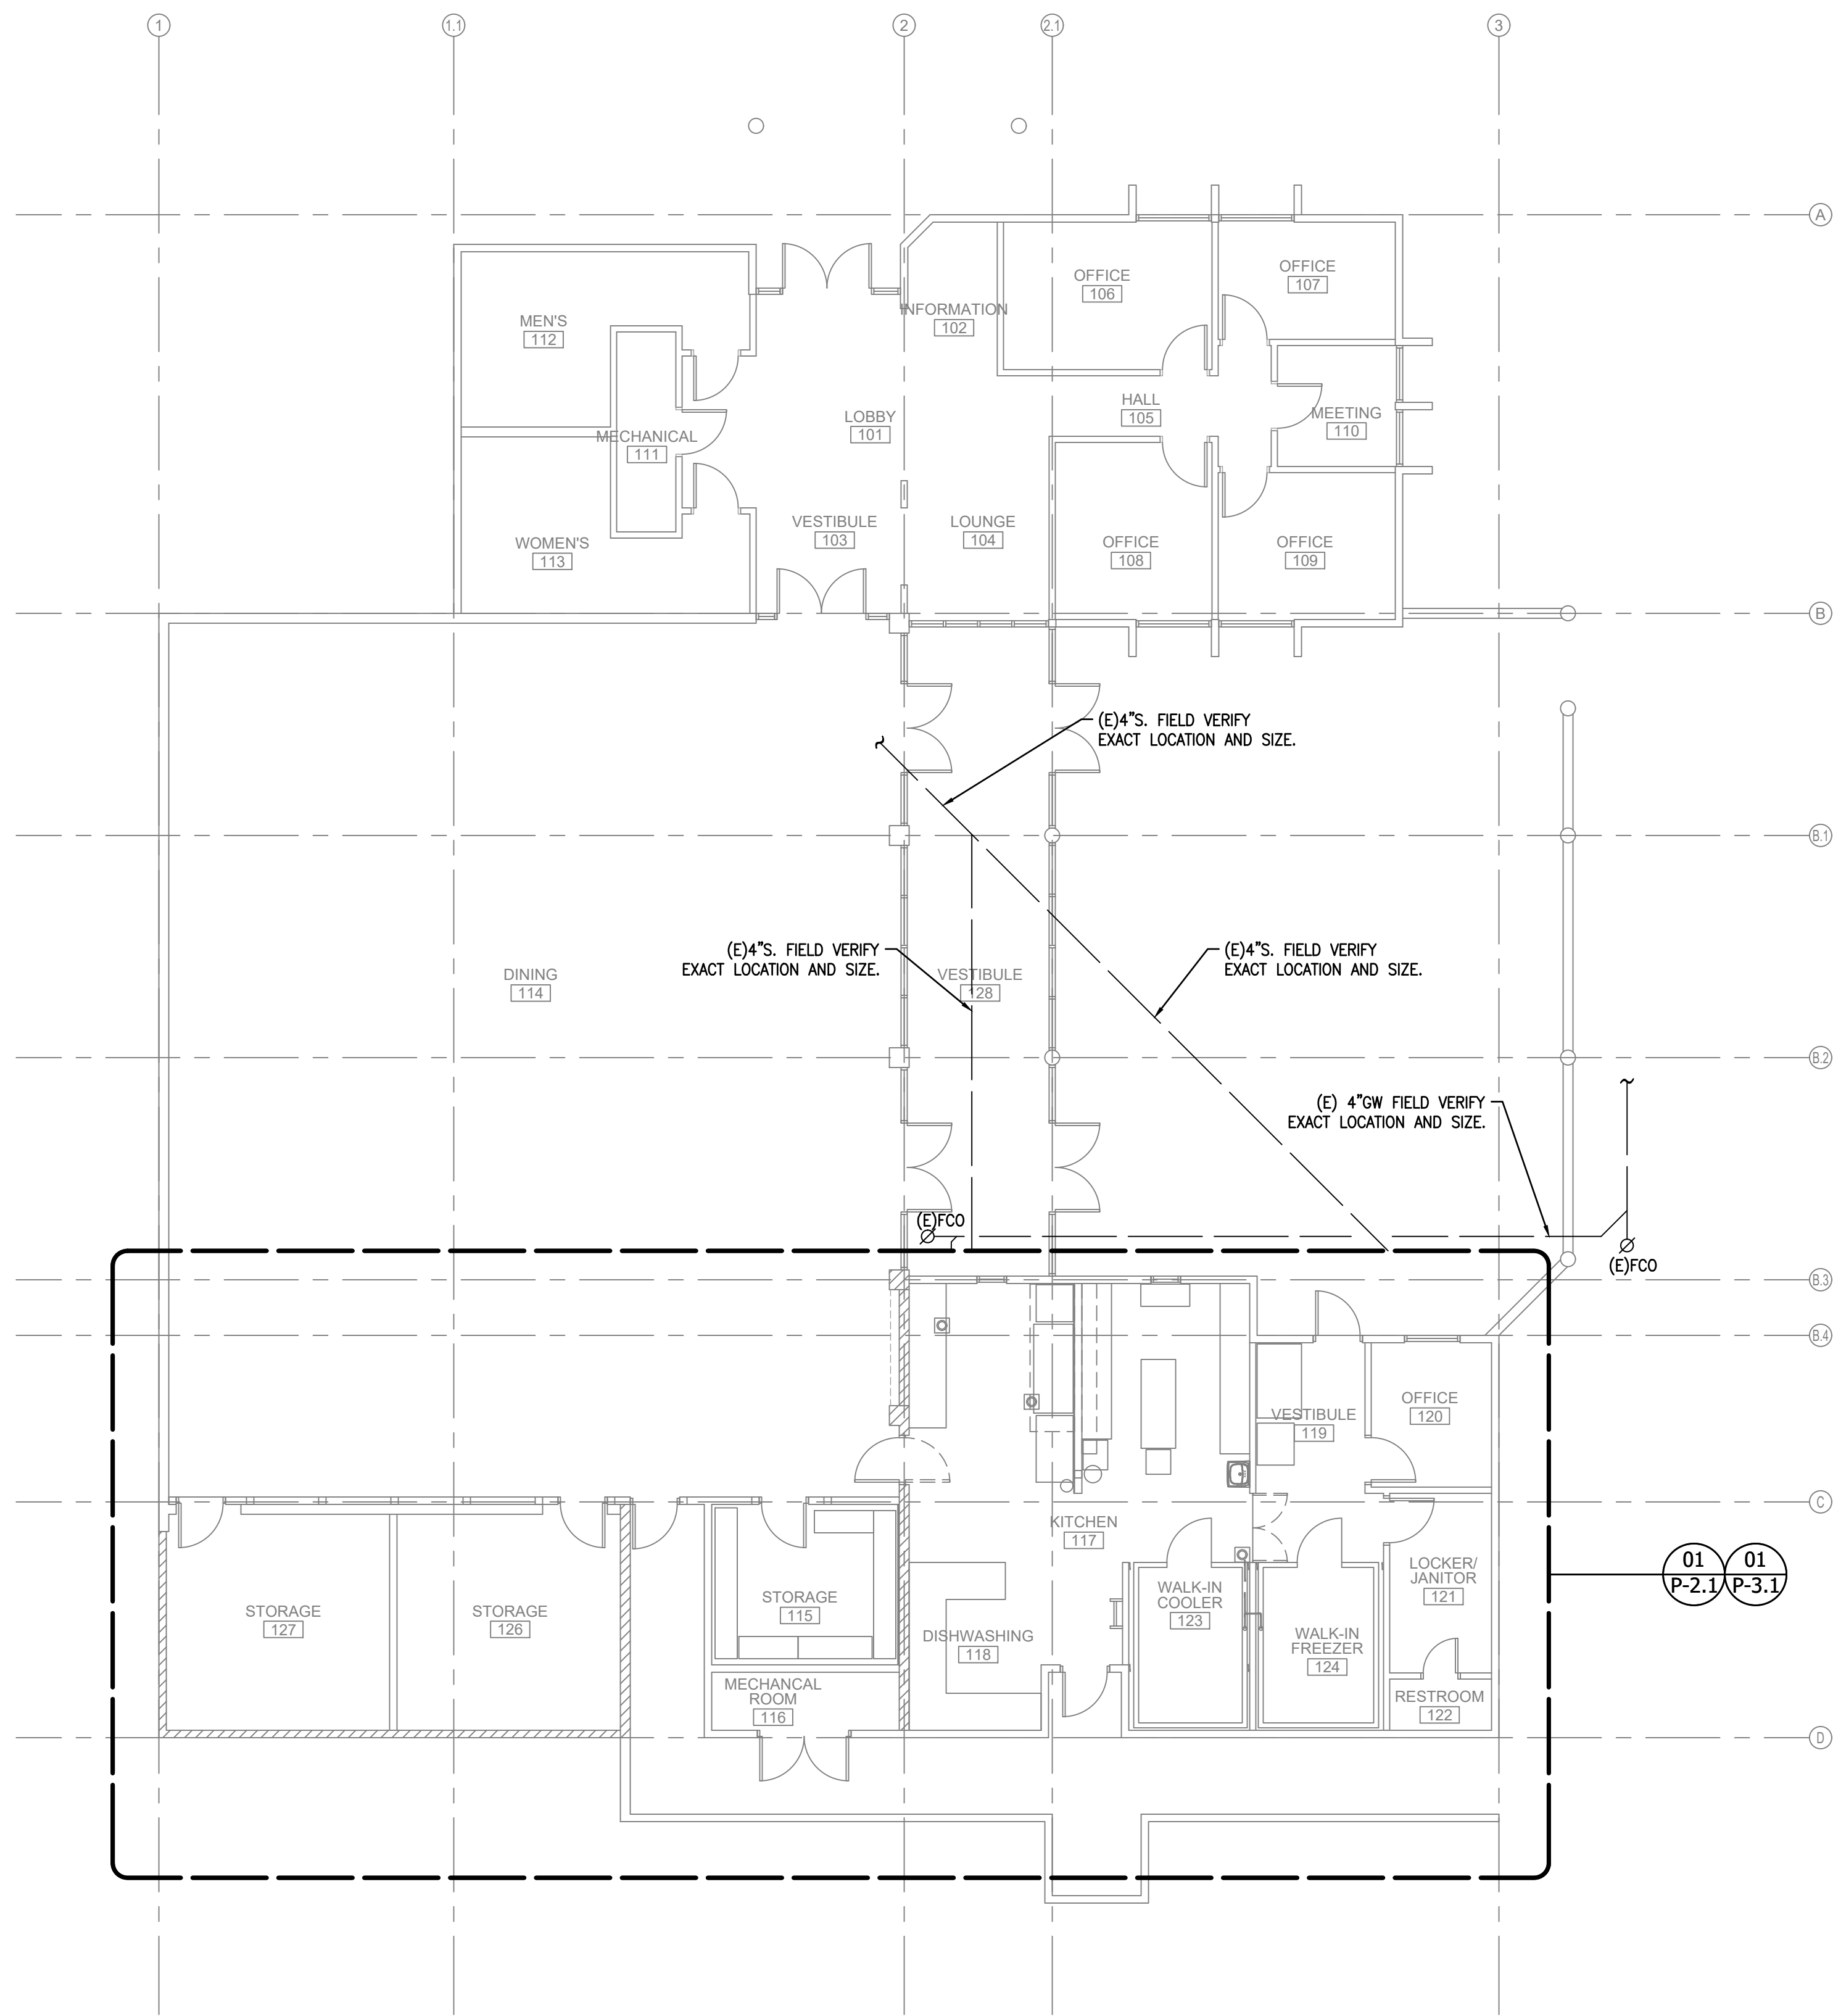 1
1.1
2
2.1
3
A
OFFICE
107
OFFICE
106
INFORMATION
102
MEN'S
112
HALL
105
MEETING
110
LOBBY
101
MECHANICAL
111
VESTIBULE
103
LOUNGE
104
OFFICE
108
OFFICE
109
WOMEN'S
113
B
(E)4"S. FIELD VERIFY
EXACT LOCATION AND SIZE.
B.1
(E)4"S. FIELD VERIFY
EXACT LOCATION AND SIZE.
(E)4"S. FIELD VERIFY
EXACT LOCATION AND SIZE.
DINING
114
VESTIBULE
128
B.2
(E) 4"GW FIELD VERIFY
EXACT LOCATION AND SIZE.
(E)FCO
(E)FCO
B.3
B.4
OFFICE
120
VESTIBULE
119
C
KITCHEN
117
01
P-2.1
01
P-3.1
LOCKER/
JANITOR
121
WALK-IN
COOLER
123
STORAGE
115
STORAGE
127
STORAGE
126
DISHWASHING
118
WALK-IN
FREEZER
124
MECHANCAL
ROOM
116
RESTROOM
122
D